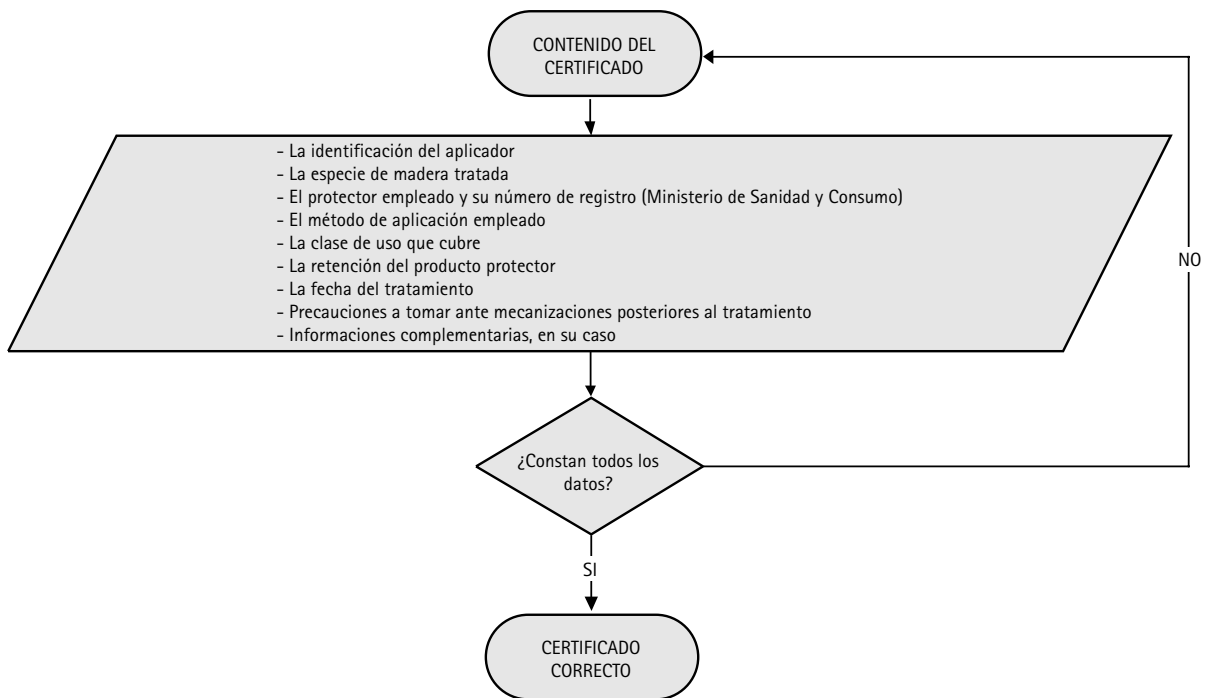 CONTENIDO DEL
CERTIFICADO
- La identificación del aplicador
- La especie de madera tratada
- El protector empleado y su número de registro (Ministerio de Sanidad y Consumo)
- El método de aplicación empleado
- La clase de uso que cubre
- La retención del producto protector
- La fecha del tratamiento
- Precauciones a tomar ante mecanizaciones posteriores al tratamiento
- Informaciones complementarias, en su caso
NO
¿Constan todos los
datos?
SI
CERTIFICADO
CORRECTO